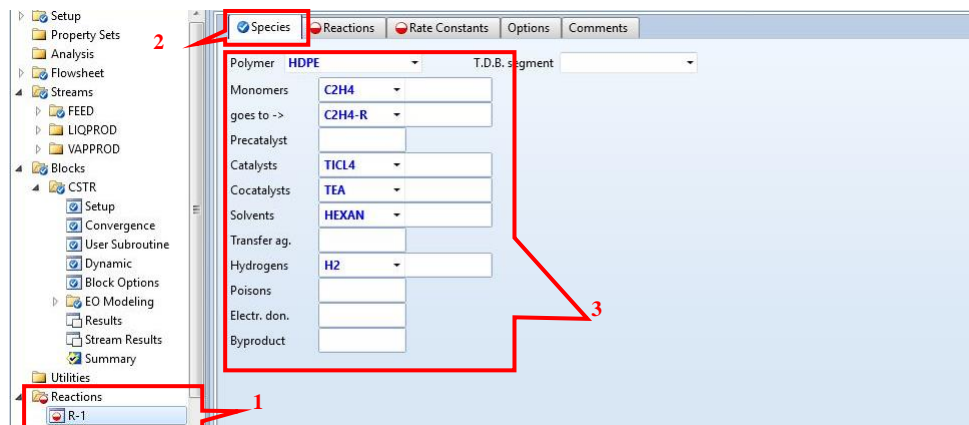 Setup
Property Sets
Analysis
Flowsheet
Streams
FEED
LIQPROD
VAPPROD
Blocks
CSTR
Setup
Convergence
User Subroutine
Dynamic
Block Options
EO Modeling
Results
Stream Results
Summary
Utilities
Reactions
R-1
1
2
Species Reactions Rate Constants Options Comments
Polymer HDPE T.D.B. segment
Monomers C2H4
goes to -> C2H4-R
Precatalyst
Catalysts TICL4
Cocatalysts TEA
Solvents HEXAN
Transfer ag.
Hydrogens H2
Poisons
Electr. don.
Byproduct
3